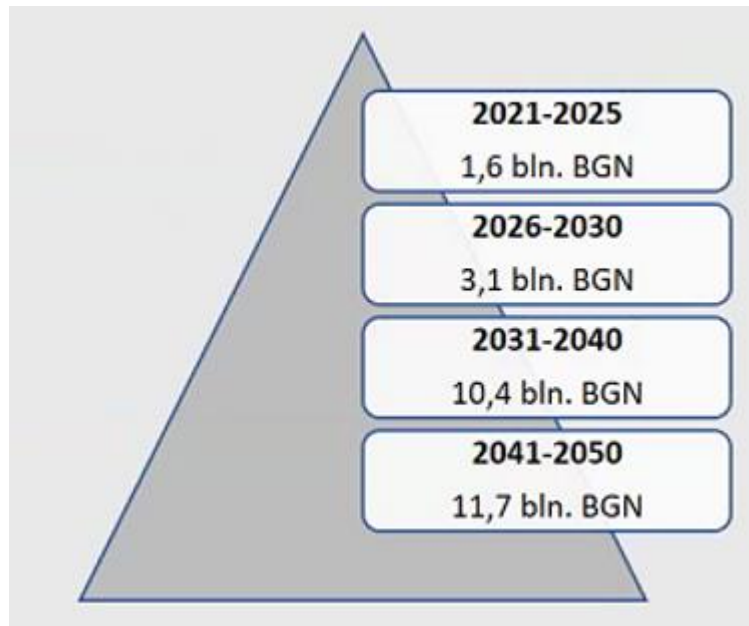 2021-2025
1,6 bln. BGN
2026-2030
3,1 bln. BGN
2031-2040
10,4 bln. BGN
2041-2050
11,7 bln. BGN